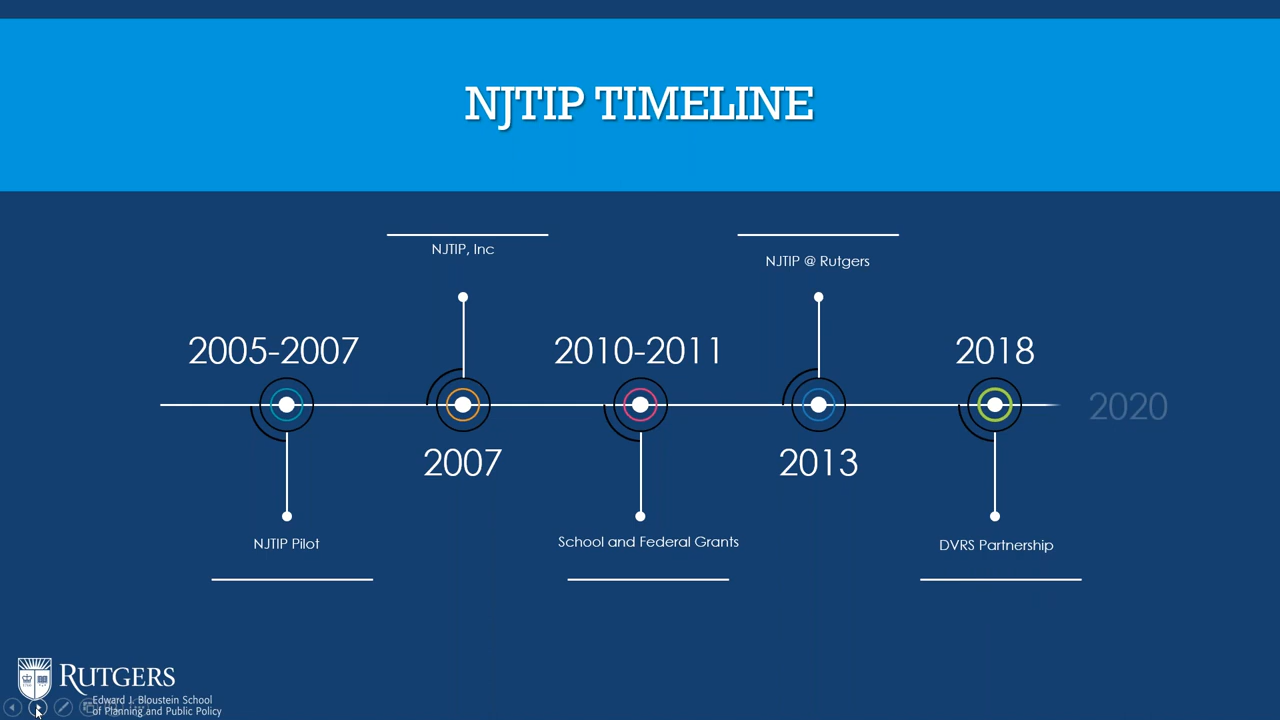 NJTIP TIMELINE
NJTIP, Inc
NJTIP @ Rutgers
2005-2007
2010-2011
2018
2020
2007
2013
NJTIP Pilot
School and Federal Grants
DVRS Partnership
RUTGERS
Edward J. Bloustein School
of Planning and Public Policy